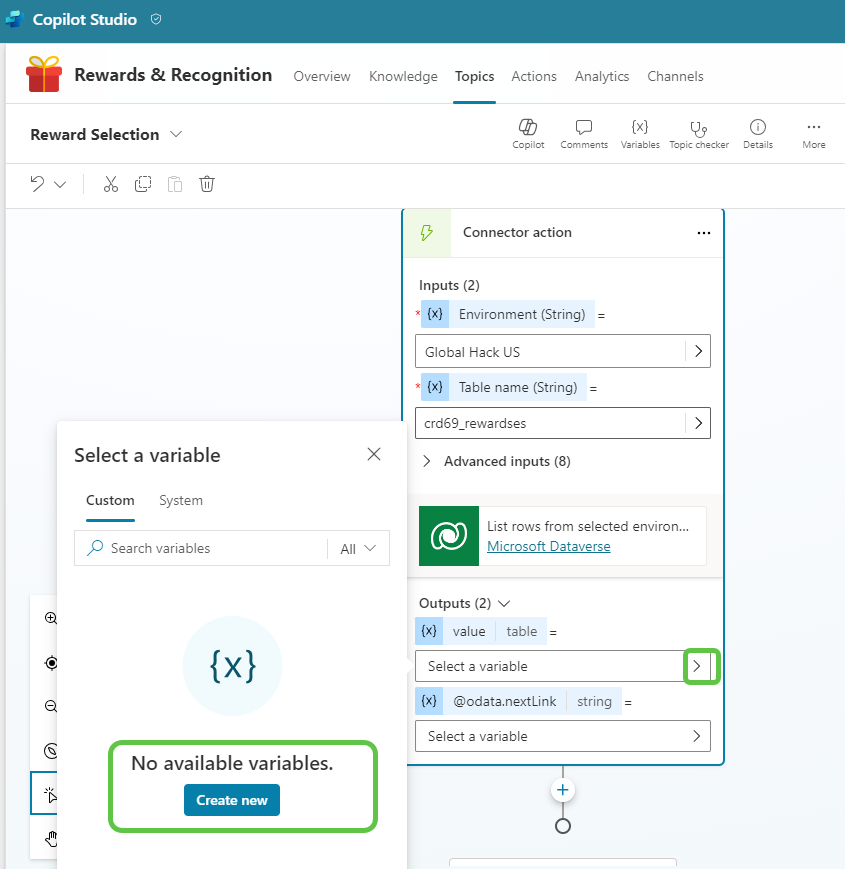 Copilot Studio
Rewards & Recognition Overview Knowledge Topics Actions Analytics Channels
Reward Selection
Copilot Comments {x} Variables Topic checker Details More
Connector action
Inputs (2)
* {x} Environment (String) =
Global Hack US
* {x} Table name (String) =
crd69_rewardses
Advanced inputs (8)
List rows from selected environ...
Microsoft Dataverse
Outputs (2)
{x} value table =
Select a variable
{x} @odata.nextLink string =
Select a variable
Select a variable
Custom System
Search variables All
{x}
No available variables.
Create new